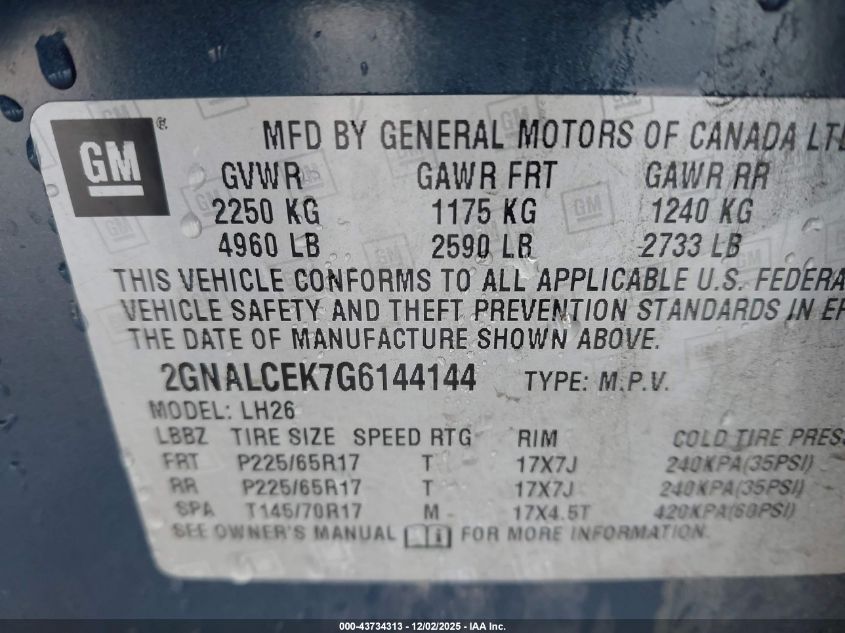 GM ® MFD BY GENERAL MOTORS OF CANADA LT
GVWR GAWR FRT GAWR RR
2250 KG 1175 KG 1240 KG
4960 LB 2590 LB 2733 LB
THIS VEHICLE CONFORMS TO ALL APPLICABLE U.S. FEDERA
VEHICLE SAFETY AND THEFT PREVENTION STANDARDS IN EF
THE DATE OF MANUFACTURE SHOWN ABOVE.
2GNALCEK7G6144144 TYPE: M.P.V.
MODEL: LH26
LBBZ TIRE SIZE SPEED RTG RIM COLD TIRE PRES
FRT P225/65R17 T 17X7J 240KPA(35PSI)
RR P225/65R17 T 17X7J 240KPA(35PSI)
SPA T145/70R17 M 17X4.5T 420KPA(60PSI)
SEE OWNER'S MANUAL FOR MORE INFORMATION.
000-43734313 - 12/02/2025 - IAA Inc.